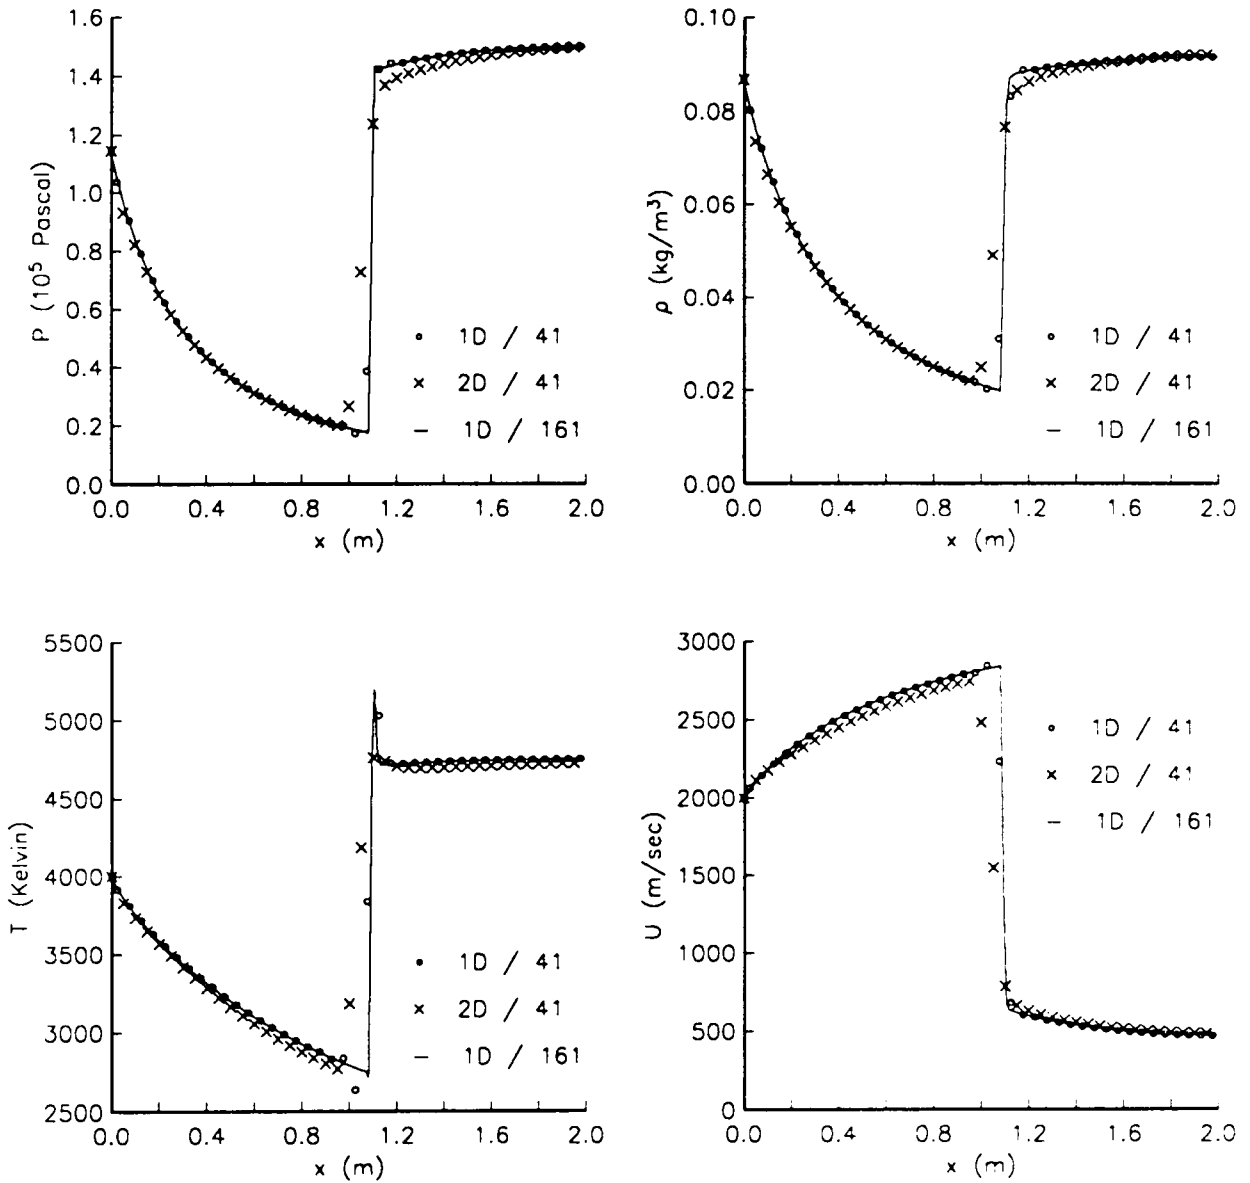 1.6
1.4
1.2
1.0
0.8
0.6
0.4
0.2
0.0
P (10⁵ Pascal)
o 1D / 41
× 2D / 41
— 1D / 161
0.0 0.4 0.8 1.2 1.6 2.0
x (m)
0.10
0.08
0.06
0.04
0.02
0.00
ρ (kg/m³)
o 1D / 41
× 2D / 41
— 1D / 161
0.0 0.4 0.8 1.2 1.6 2.0
x (m)
5500
5000
4500
4000
3500
3000
2500
T (Kelvin)
• 1D / 41
× 2D / 41
— 1D / 161
0.0 0.4 0.8 1.2 1.6 2.0
x (m)
3000
2500
2000
1500
1000
500
0
U (m/sec)
o 1D / 41
× 2D / 41
— 1D / 161
0.0 0.4 0.8 1.2 1.6 2.0
x (m)